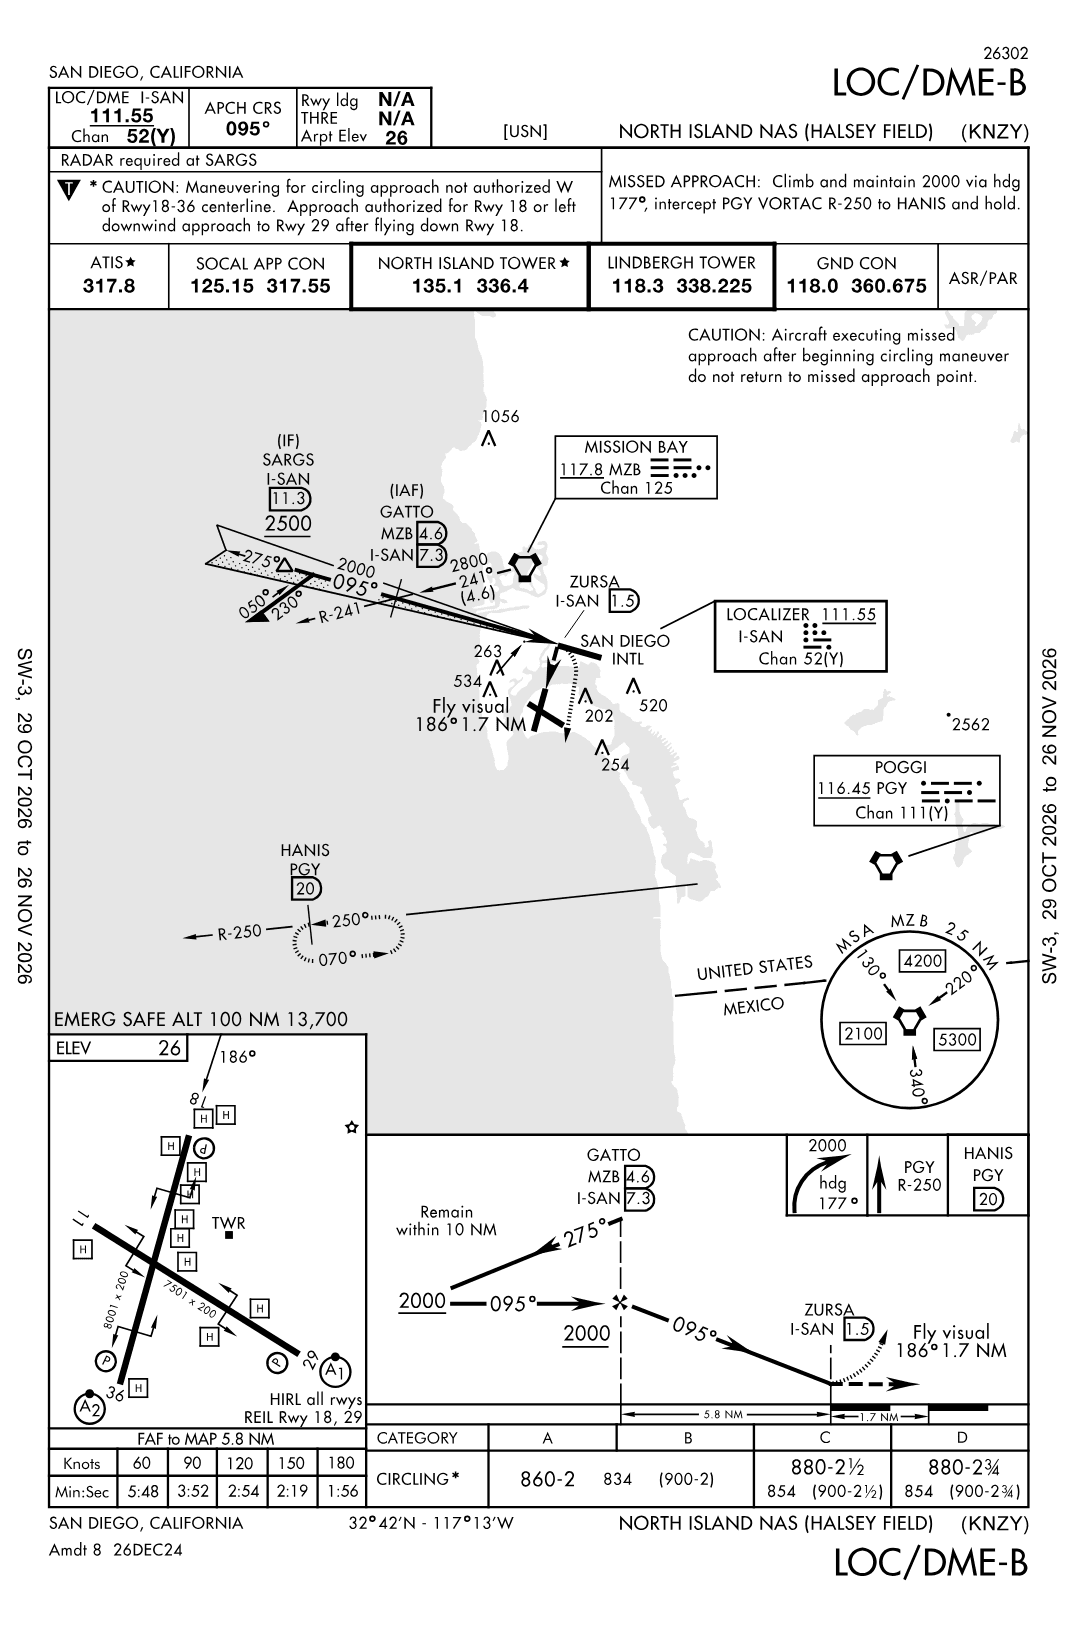 26302
SAN DIEGO, CALIFORNIA
LOC/DME-B
LOC/DME I-SAN
111.55
Chan 52(Y)
APCH CRS
095°
Rwy ldg N/A
THRE N/A
Arpt Elev 26
[USN]
NORTH ISLAND NAS (HALSEY FIELD) (KNZY)
RADAR required at SARGS
T
* CAUTION: Maneuvering for circling approach not authorized W
of Rwy18-36 centerline. Approach authorized for Rwy 18 or left
downwind approach to Rwy 29 after flying down Rwy 18.
MISSED APPROACH: Climb and maintain 2000 via hdg
177°, intercept PGY VORTAC R-250 to HANIS and hold.
ATIS★
317.8
SOCAL APP CON
125.15 317.55
NORTH ISLAND TOWER★
135.1 336.4
LINDBERGH TOWER
118.3 338.225
GND CON
118.0 360.675
ASR/PAR
CAUTION: Aircraft executing missed
approach after beginning circling maneuver
do not return to missed approach point.
1056
(IF)
SARGS
I-SAN
11.3
2500
(IAF)
GATTO
MZB 4.6
I-SAN 7.3
MISSION BAY
117.8 MZB
Chan 125
275°
2000
095°
2800
241°
(4.6)
050°
230°
R-241
ZURSA
I-SAN 1.5
SAN DIEGO
INTL
LOCALIZER 111.55
I-SAN
Chan 52(Y)
263
534
Fly visual
186° 1.7 NM
202
520
254
2562
POGGI
116.45 PGY
Chan 111(Y)
HANIS
PGY
20
R-250
250°
070°
UNITED STATES
MEXICO
MSA MZB 25 NM
130°
4200
220°
2100
5300
340°
EMERG SAFE ALT 100 NM 13,700
SW-3, 29 OCT 2026 to 26 NOV 2026
SW-3, 29 OCT 2026 to 26 NOV 2026
ELEV 26
186°
18
H
H
H
P
H
H
H
H
H
TWR
11
H
8001 x 200
7501 x 200
H
H
P
P
29
A1
36
H
A2
HIRL all rwys
REIL Rwy 18, 29
GATTO
MZB 4.6
I-SAN 7.3
Remain
within 10 NM
275°
2000
095°
2000
095°
ZURSA
I-SAN 1.5
Fly visual
186° 1.7 NM
5.8 NM
1.7 NM
2000
hdg
177°
PGY
R-250
HANIS
PGY
20
FAF to MAP 5.8 NM
Knots 60 90 120 150 180
Min:Sec 5:48 3:52 2:54 2:19 1:56
CATEGORY A B C D
CIRCLING* 860-2 834 (900-2)
880-2½
854 (900-2½)
880-2¾
854 (900-2¾)
SAN DIEGO, CALIFORNIA
32°42'N - 117°13'W
NORTH ISLAND NAS (HALSEY FIELD) (KNZY)
Amdt 8 26DEC24
LOC/DME-B